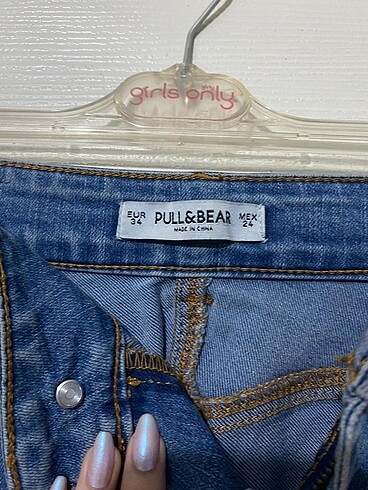 girls only
EUR 34 PULL&BEAR MEX 24
MADE IN CHINA